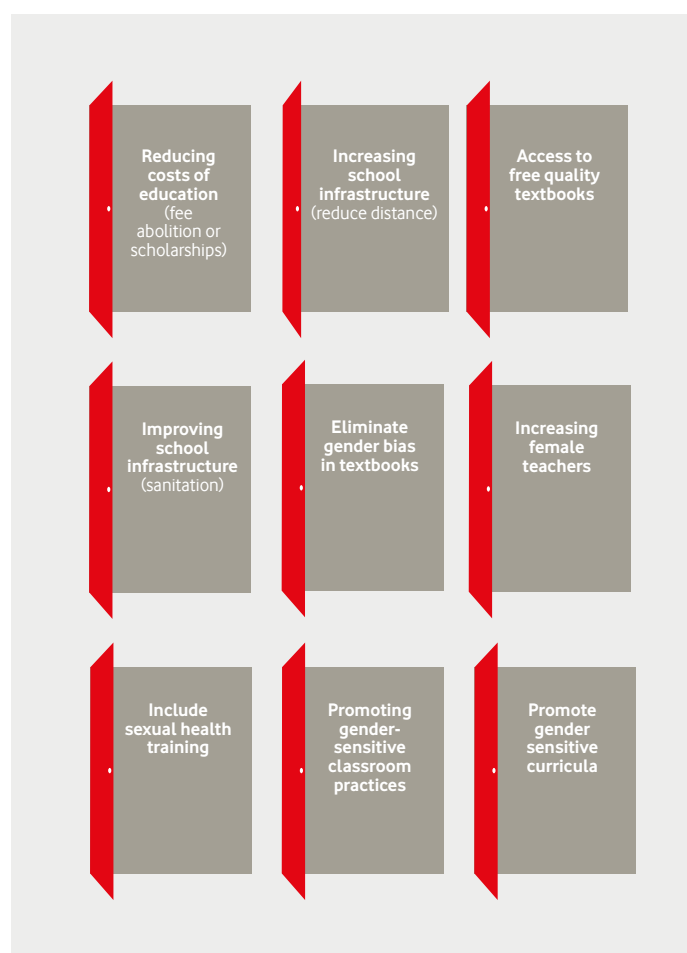 Reducing
costs of
education
(fee
abolition or
scholarships)
Increasing
school
infrastructure
(reduce distance)
Access to
free quality
textbooks
Improving
school
infrastructure
(sanitation)
Eliminate
gender bias
in textbooks
Increasing
female
teachers
Include
sexual health
training
Promoting
gender-
sensitive
classroom
practices
Promote
gender
sensitive
curricula